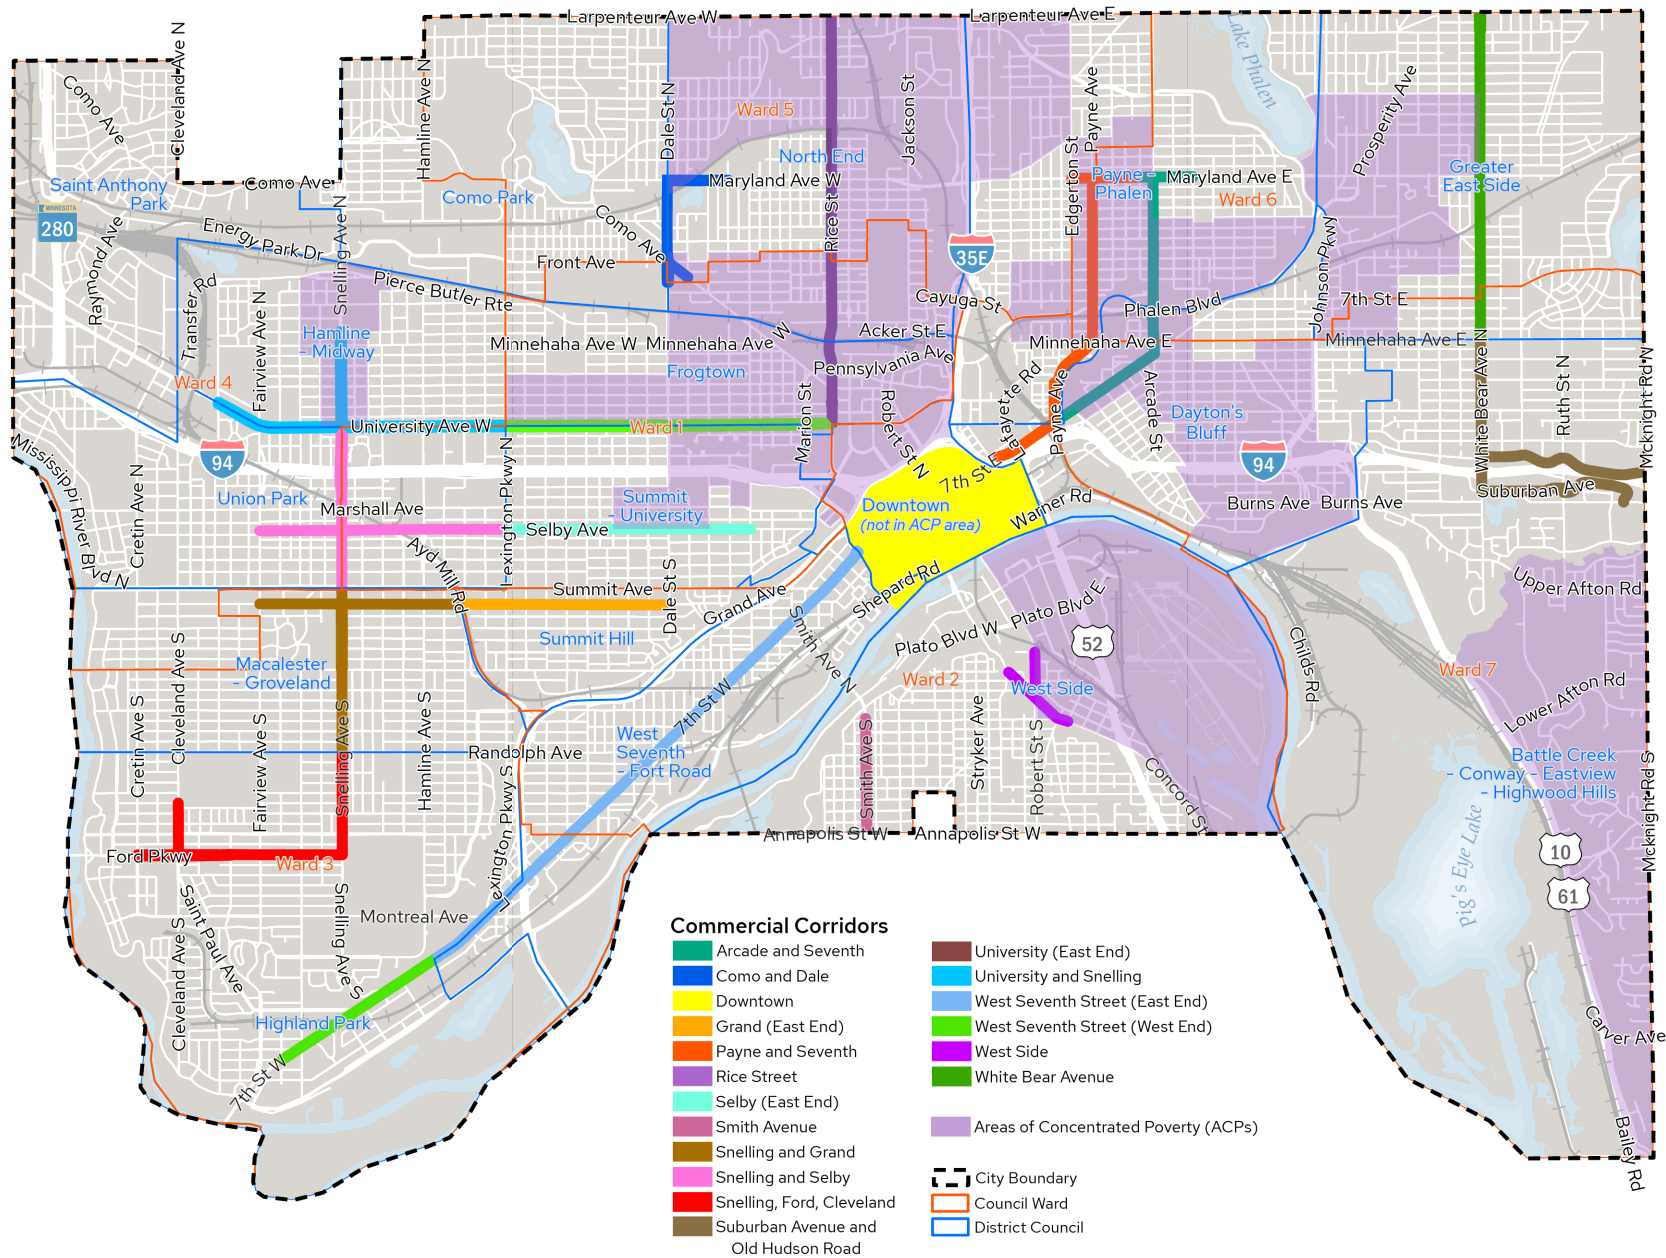 Larpenteur Ave W
Larpenteur Ave E
Cleveland Ave N
Como Ave
Hamline Ave N
Dale St N
Ward 5
Jackson St
Payne Ave
Lake Phalen
Prosperity Ave
North End
Edgerton St
Greater
East Side
Saint Anthony
Park
Como Ave
Como Park
Maryland Ave W
Payne -
Phalen
Maryland Ave E
Ward 6
MINNESOTA
280
Raymond Ave
Energy Park Dr
Snelling Ave N
Como Ave
Rice St
35E
Johnson Pkwy
Front Ave
Transfer Rd
Pierce Butler Rte
Cayuga St
Phalen Blvd
7th St E
Fairview Ave N
Hamline
- Midway
Minnehaha Ave W
Minnehaha Ave W
Acker St E
Minnehaha Ave E
Minnehaha Ave E
Pennsylvania Ave
White Bear Ave N
Ruth St N
Mcknight Rd N
Ward 4
Frogtown
Lafayette Rd
Payne Ave
Arcade St
Marion St
Robert St N
Dayton's
Bluff
University Ave W
Ward 1
94
94
Mississippi River Blvd N
Cretin Ave N
Union Park
Marshall Ave
Lexington Pkwy N
Summit
- University
7th St E
Downtown
(not in ACP area)
Warner Rd
Burns Ave
Burns Ave
Suburban Ave
Selby Ave
Ayd Mill Rd
Summit Ave
Dale St S
Grand Ave
Shepard Rd
Smith Ave N
Plato Blvd E
Plato Blvd W
52
Upper Afton Rd
Childs Rd
Summit Hill
Cleveland Ave S
Macalester
- Groveland
Ward 2
West Side
Ward 7
Lower Afton Rd
Cretin Ave S
Fairview Ave S
Snelling Ave S
Hamline Ave S
Randolph Ave
7th St W
West
Seventh
- Fort Road
Smith Ave S
Stryker Ave
Robert St S
Concord St
Battle Creek
- Conway - Eastview
- Highwood Hills
Mcknight Rd S
Lexington Pkwy S
Annapolis St W
Annapolis St W
Ford Pkwy
Ward 3
Pig's Eye Lake
10
61
Saint Paul Ave
Cleveland Ave S
Snelling Ave S
Montreal Ave
Highland Park
7th St W
Carver Ave
Bailey Rd
Commercial Corridors
Arcade and Seventh
Como and Dale
Downtown
Grand (East End)
Payne and Seventh
Rice Street
Selby (East End)
Smith Avenue
Snelling and Grand
Snelling and Selby
Snelling, Ford, Cleveland
Suburban Avenue and
Old Hudson Road
University (East End)
University and Snelling
West Seventh Street (East End)
West Seventh Street (West End)
West Side
White Bear Avenue
Areas of Concentrated Poverty (ACPs)
City Boundary
Council Ward
District Council